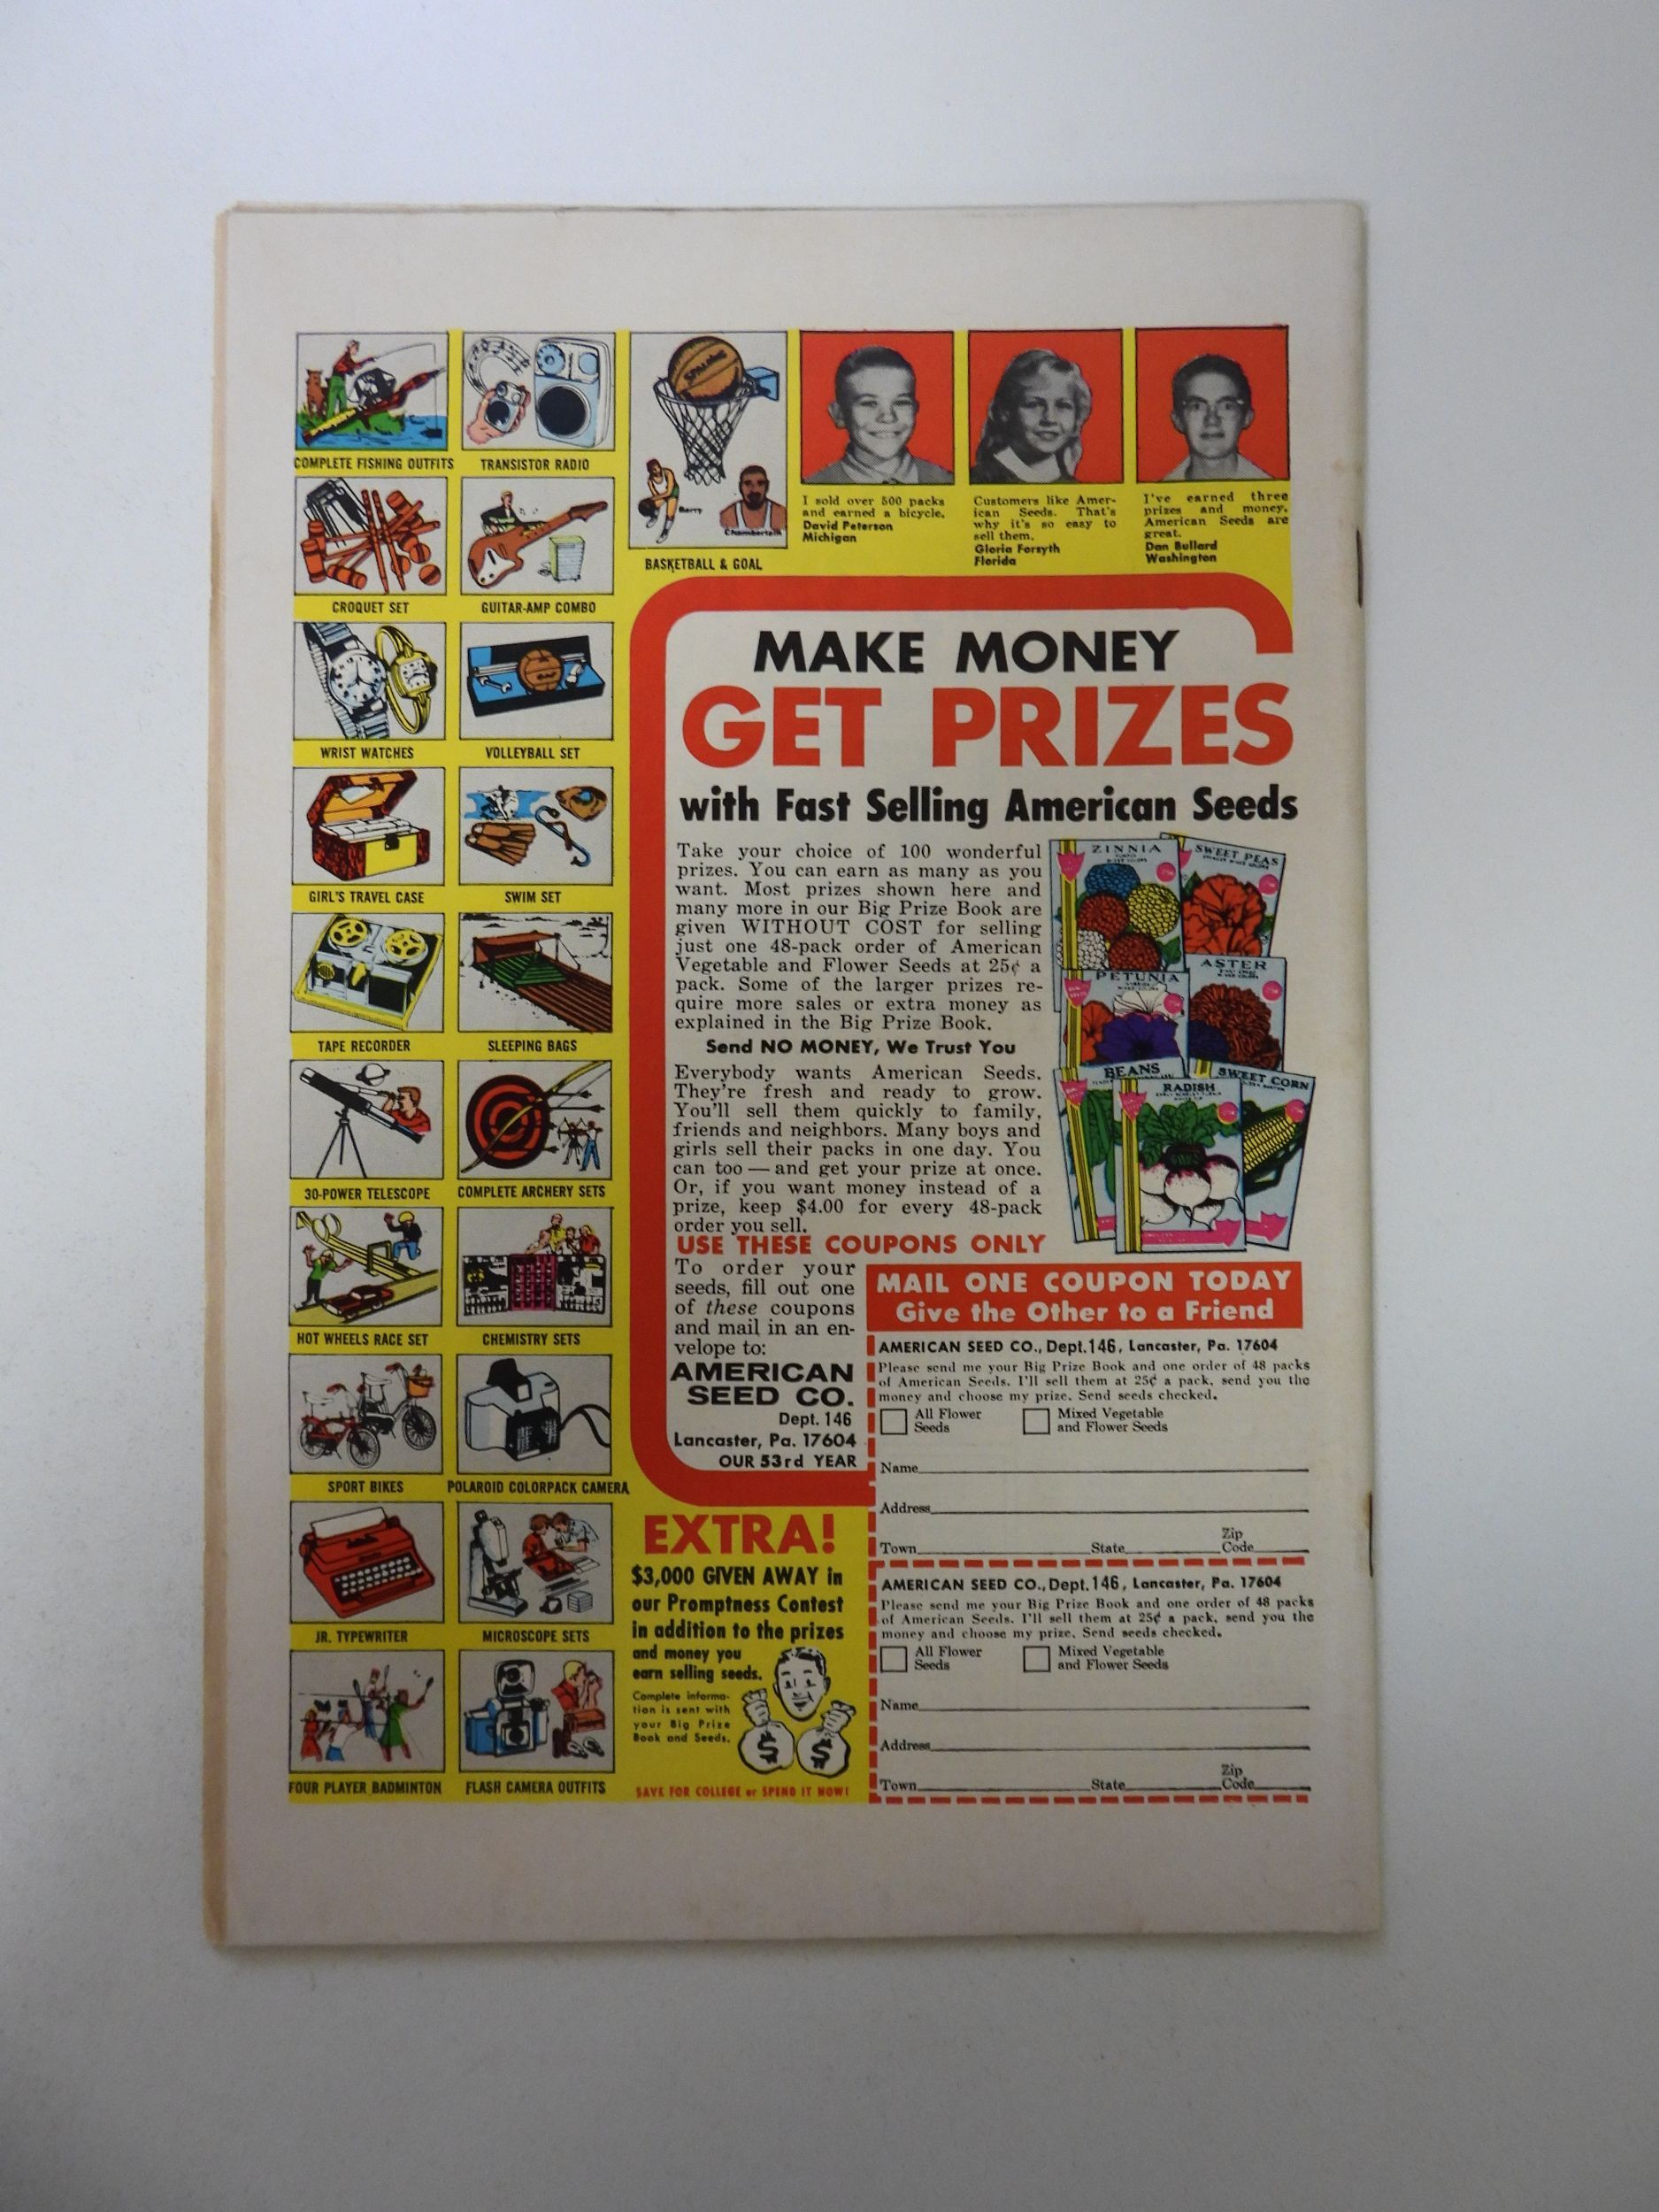 COMPLETE FISHING OUTFITS
TRANSISTOR RADIO
CROQUET SET
GUITAR-AMP COMBO
WRIST WATCHES
VOLLEYBALL SET
GIRL'S TRAVEL CASE
SWIM SET
TAPE RECORDER
SLEEPING BAGS
30-POWER TELESCOPE
COMPLETE ARCHERY SETS
HOT WHEELS RACE SET
CHEMISTRY SETS
SPORT BIKES
POLAROID COLORPACK CAMERA
JR. TYPEWRITER
MICROSCOPE SETS
FOUR PLAYER BADMINTON
FLASH CAMERA OUTFITS
SPALDING
Barry
Chamberlain
BASKETBALL & GOAL
I sold over 500 packs
and earned a bicycle.
David Peterson
Michigan
Customers like Amer-
ican Seeds. That's
why it's so easy to
sell them.
Gloria Forsyth
Florida
I've earned three
prizes and money.
American Seeds are
great.
Dan Bullard
Washington
MAKE MONEY
GET PRIZES
with Fast Selling American Seeds
Take your choice of 100 wonderful
prizes. You can earn as many as you
want. Most prizes shown here and
many more in our Big Prize Book are
given WITHOUT COST for selling
just one 48-pack order of American
Vegetable and Flower Seeds at 25¢ a
pack. Some of the larger prizes re-
quire more sales or extra money as
explained in the Big Prize Book.
Send NO MONEY, We Trust You
Everybody wants American Seeds.
They're fresh and ready to grow.
You'll sell them quickly to family,
friends and neighbors. Many boys and
girls sell their packs in one day. You
can too — and get your prize at once.
Or, if you want money instead of a
prize, keep $4.00 for every 48-pack
order you sell.
ZINNIA
SWEET PEAS
PETUNIA
ASTER
BEANS
RADISH
SWEET CORN
USE THESE COUPONS ONLY
To order your
seeds, fill out one
of these coupons
and mail in an en-
velope to:
AMERICAN
SEED CO.
Dept. 146
Lancaster, Pa. 17604
OUR 53rd YEAR
MAIL ONE COUPON TODAY
Give the Other to a Friend
AMERICAN SEED CO., Dept. 146, Lancaster, Pa. 17604
Please send me your Big Prize Book and one order of 48 packs
of American Seeds. I'll sell them at 25¢ a pack, send you the
money and choose my prize. Send seeds checked.
All Flower Seeds
Mixed Vegetable and Flower Seeds
Name
Address
Town State Zip Code
AMERICAN SEED CO., Dept. 146, Lancaster, Pa. 17604
Please send me your Big Prize Book and one order of 48 packs
of American Seeds. I'll sell them at 25¢ a pack, send you the
money and choose my prize. Send seeds checked.
All Flower Seeds
Mixed Vegetable and Flower Seeds
Name
Address
Town State Zip Code
EXTRA!
$3,000 GIVEN AWAY in
our Promptness Contest
in addition to the prizes
and money you
earn selling seeds.
Complete informa-
tion is sent with
your Big Prize
Book and Seeds.
$ $
SAVE FOR COLLEGE or SPEND IT NOW!